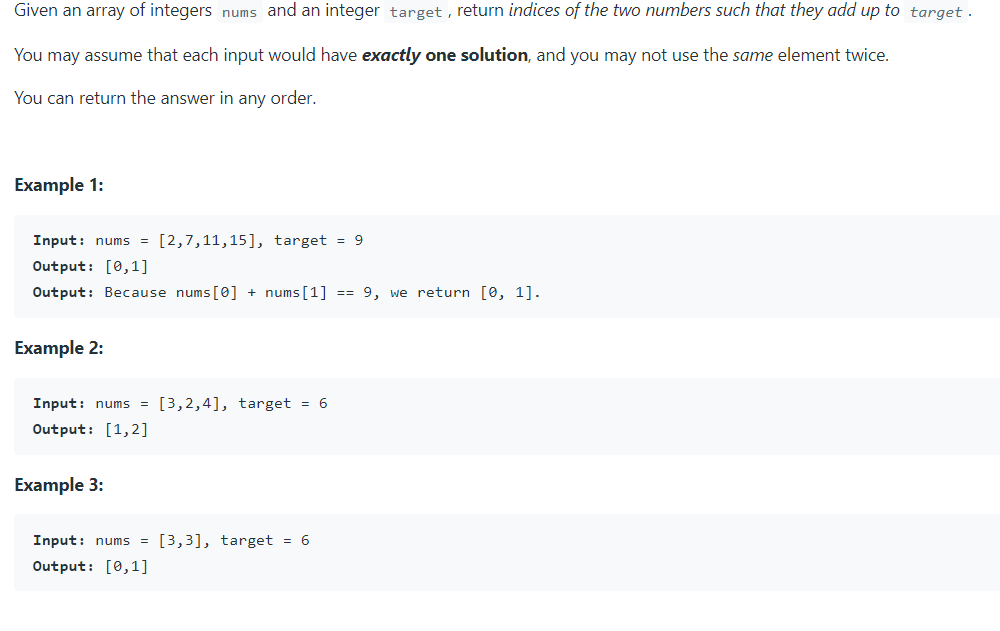 Given an array of integers nums and an integer target , return indices of the two numbers such that they add up to target .
You may assume that each input would have exactly one solution, and you may not use the same element twice.
You can return the answer in any order.
Example 1:
Input: nums = [2,7,11,15], target = 9
Output: [0,1]
Output: Because nums[0] + nums[1] == 9, we return [0, 1].
Example 2:
Input: nums = [3,2,4], target = 6
Output: [1,2]
Example 3:
Input: nums = [3,3], target = 6
Output: [0,1]